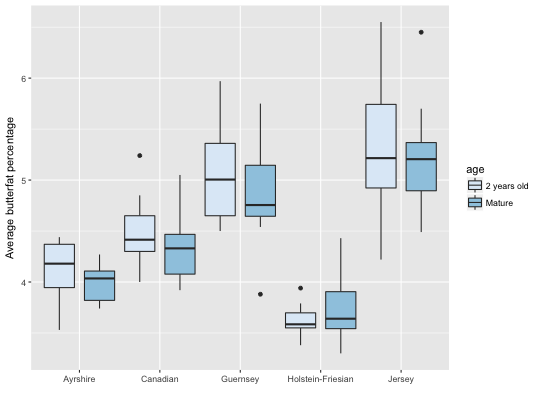 Average butterfat percentage
6
5
4
Ayrshire
Canadian
Guernsey
Holstein-Friesian
Jersey
age
2 years old
Mature